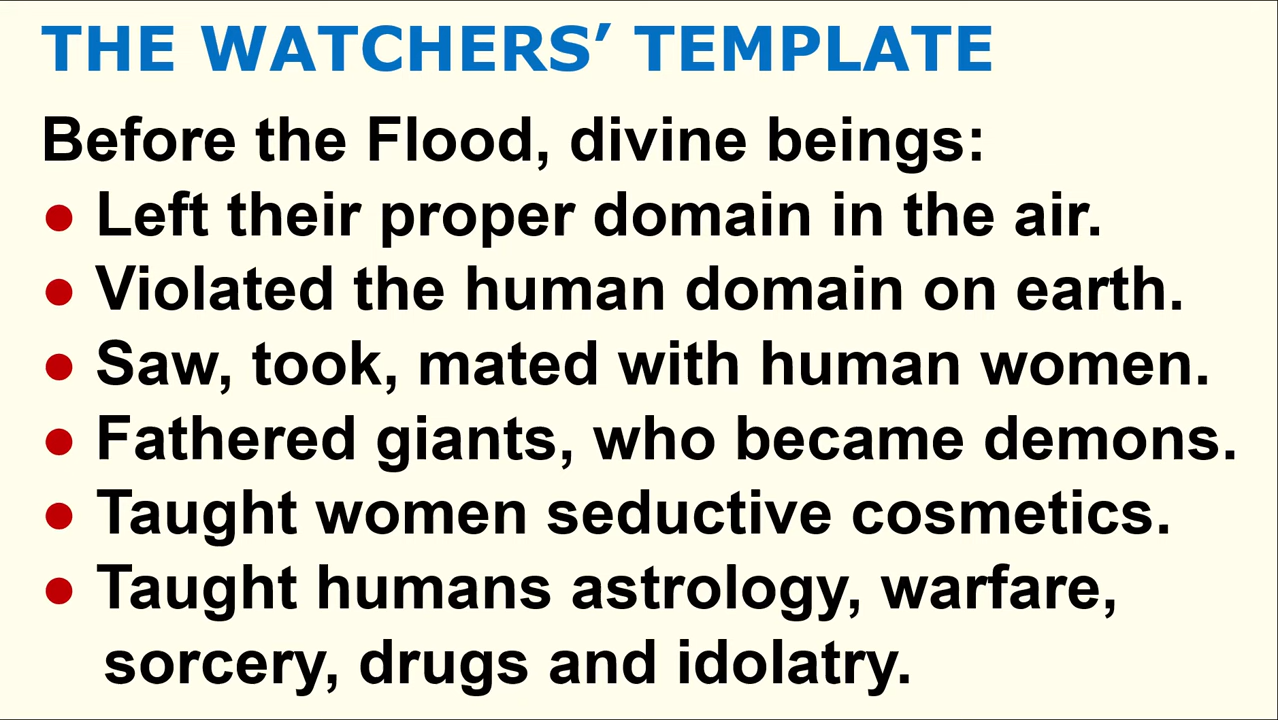 THE WATCHERS’ TEMPLATE
Before the Flood, divine beings:
● Left their proper domain in the air.
● Violated the human domain on earth.
● Saw, took, mated with human women.
● Fathered giants, who became demons.
● Taught women seductive cosmetics.
● Taught humans astrology, warfare,
sorcery, drugs and idolatry.